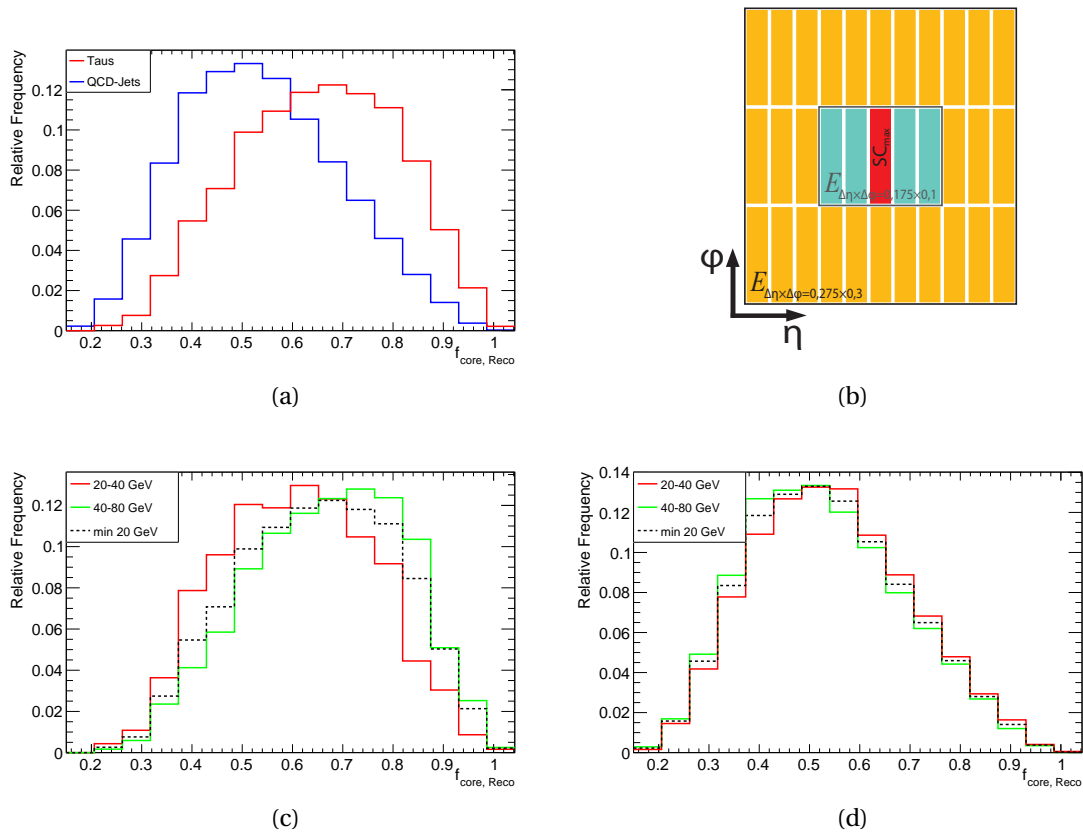 Relative Frequency
Taus
QCD-Jets
0.12
0.1
0.08
0.06
0.04
0.02
0
0.2 0.3 0.4 0.5 0.6 0.7 0.8 0.9 1
f core, Reco
(a)
SCmax
E Δη×Δφ=0,175×0,1
φ
E Δη×Δφ=0,275×0,3
η
(b)
Relative Frequency
20-40 GeV
40-80 GeV
min 20 GeV
0.12
0.1
0.08
0.06
0.04
0.02
0
0.2 0.3 0.4 0.5 0.6 0.7 0.8 0.9 1
f core, Reco
(c)
Relative Frequency
0.14
20-40 GeV
40-80 GeV
min 20 GeV
0.12
0.1
0.08
0.06
0.04
0.02
0
0.2 0.3 0.4 0.5 0.6 0.7 0.8 0.9 1
f core, Reco
(d)